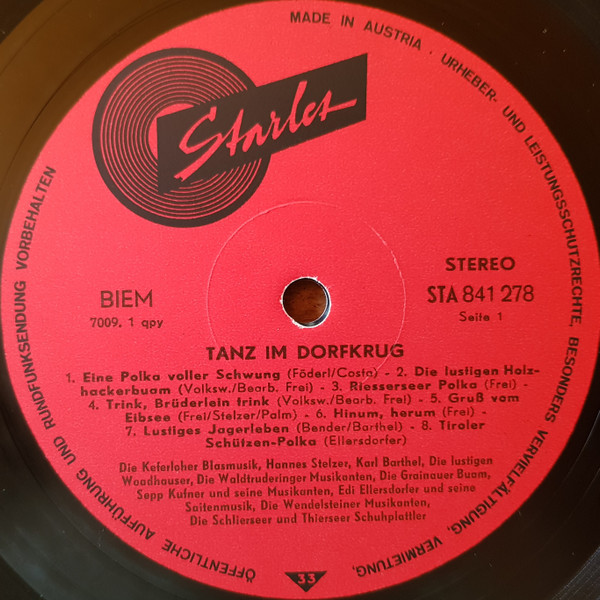 MADE IN AUSTRIA · URHEBER- UND LEISTUNGSSCHUTZRECHTE, BESONDERS VERVIELFÄLTIGUNG, VERMIETUNG,
ÖFFENTLICHE AUFFÜHRUNG UND RUNDFUNKSENDUNG VORBEHALTEN
Starlet
STEREO
BIEM
STA 841 278
7009. 1 qpy
Seite 1
TANZ IM DORFKRUG
1. Eine Polka voller Schwung (Föderl/Costa) - 2. Die lustigen Holz-
hackerbuam (Volksw./Bearb. Frei) - 3. Riesserseer Polka (Frei) -
4. Trink, Brüderlein trink (Volksw./Bearb. Frei) - 5. Gruß vom
Eibsee (Frei/Stelzer/Palm) - 6. Hinum, herum (Frei) -
7. Lustiges Jagerleben (Bender/Barthel) - 8. Tiroler
Schützen-Polka (Ellersdorfer)
Die Keferloher Blasmusik, Hannes Stelzer, Karl Barthel, Die lustigen
Woodhouser, Die Waldtruderinger Musikanten, Die Grainauer Buam,
Sepp Kufner und seine Musikanten, Edi Ellersdorfer und seine
Saitenmusik, Die Wendelsteiner Musikanten,
Die Schlierseer und Thierseer Schuhplattler
33